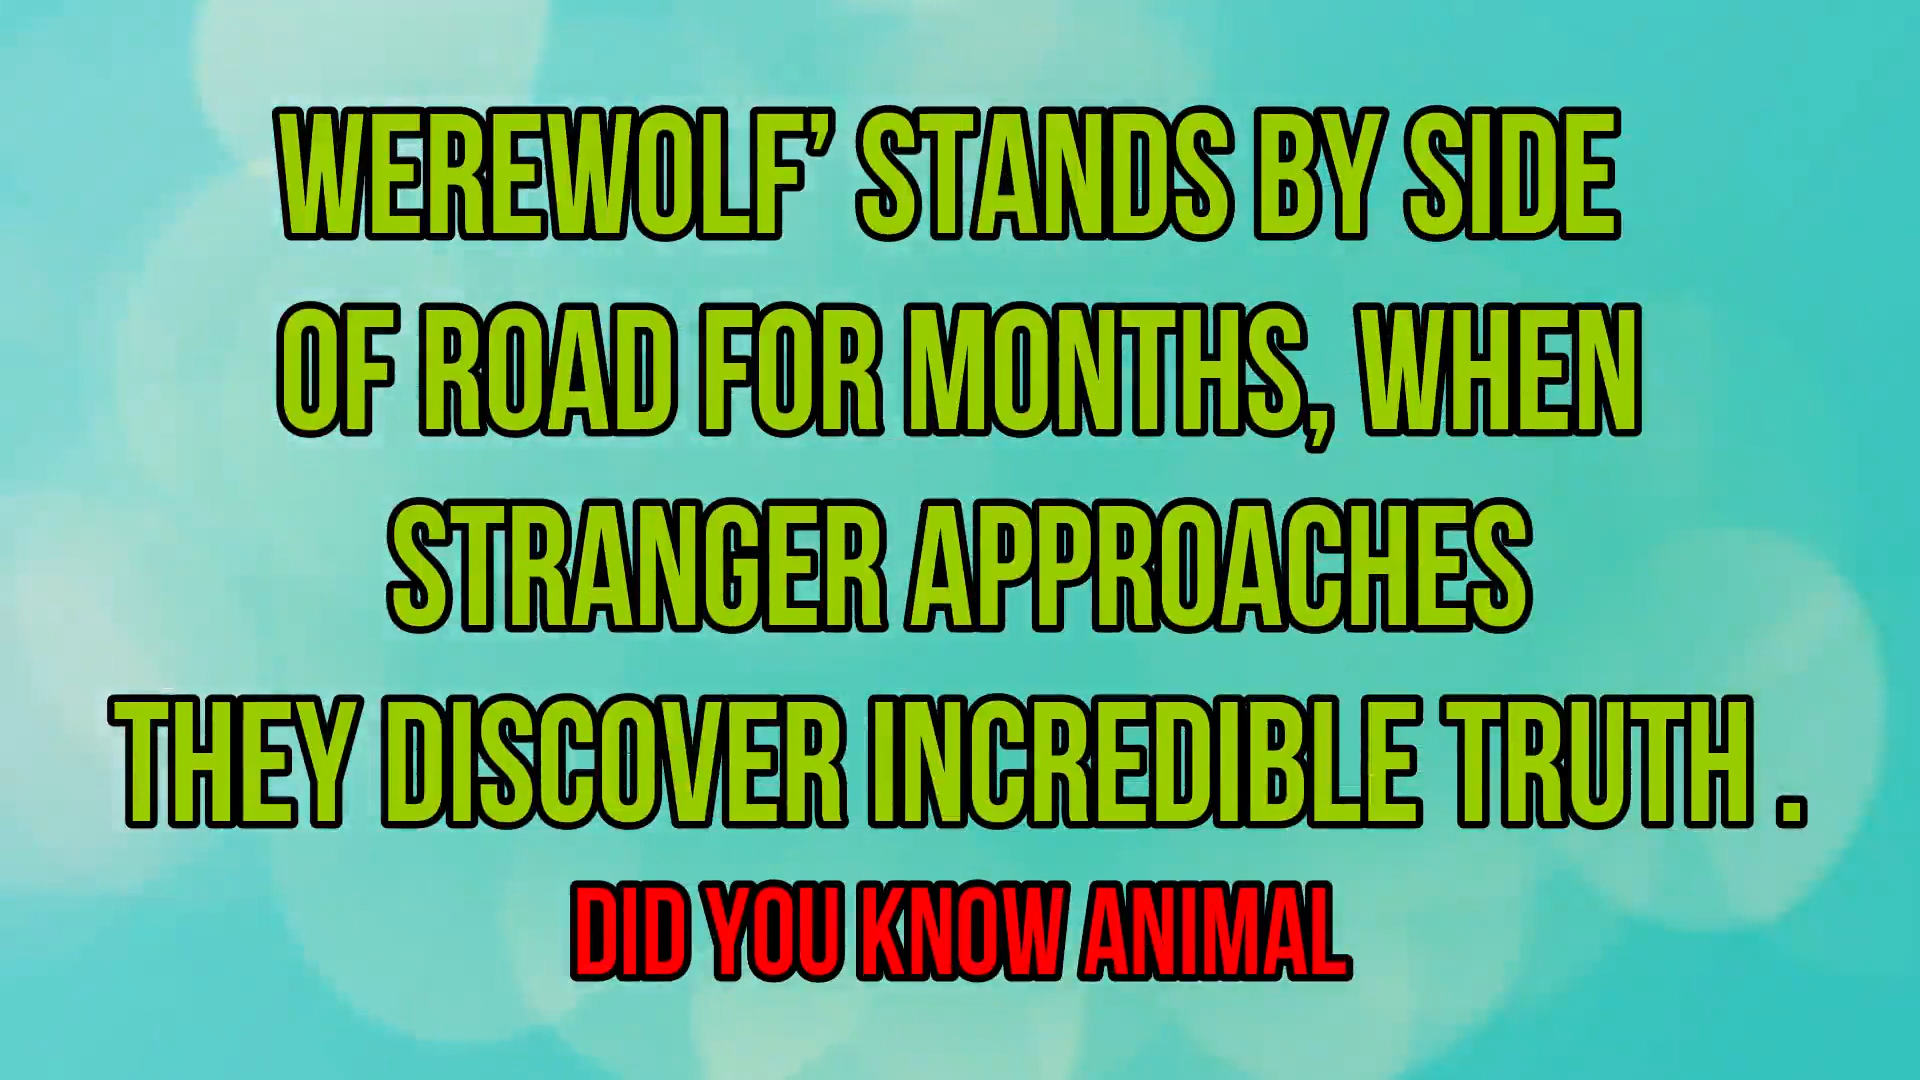 WEREWOLF’ STANDS BY SIDE
OF ROAD FOR MONTHS, WHEN
STRANGER APPROACHES
THEY DISCOVER INCREDIBLE TRUTH .
DID YOU KNOW ANIMAL